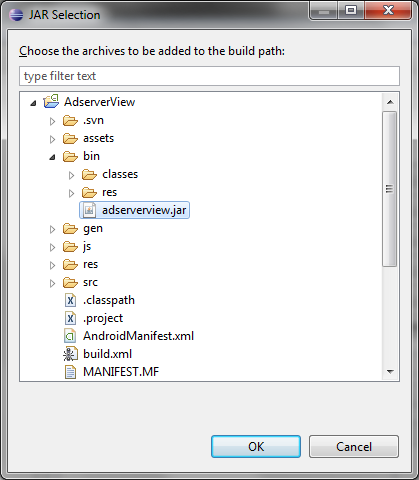 JAR Selection
Choose the archives to be added to the build path:
type filter text
AdserverView
.svn
assets
bin
classes
res
adserverview.jar
gen
js
res
src
.classpath
.project
AndroidManifest.xml
build.xml
MANIFEST.MF
OK Cancel